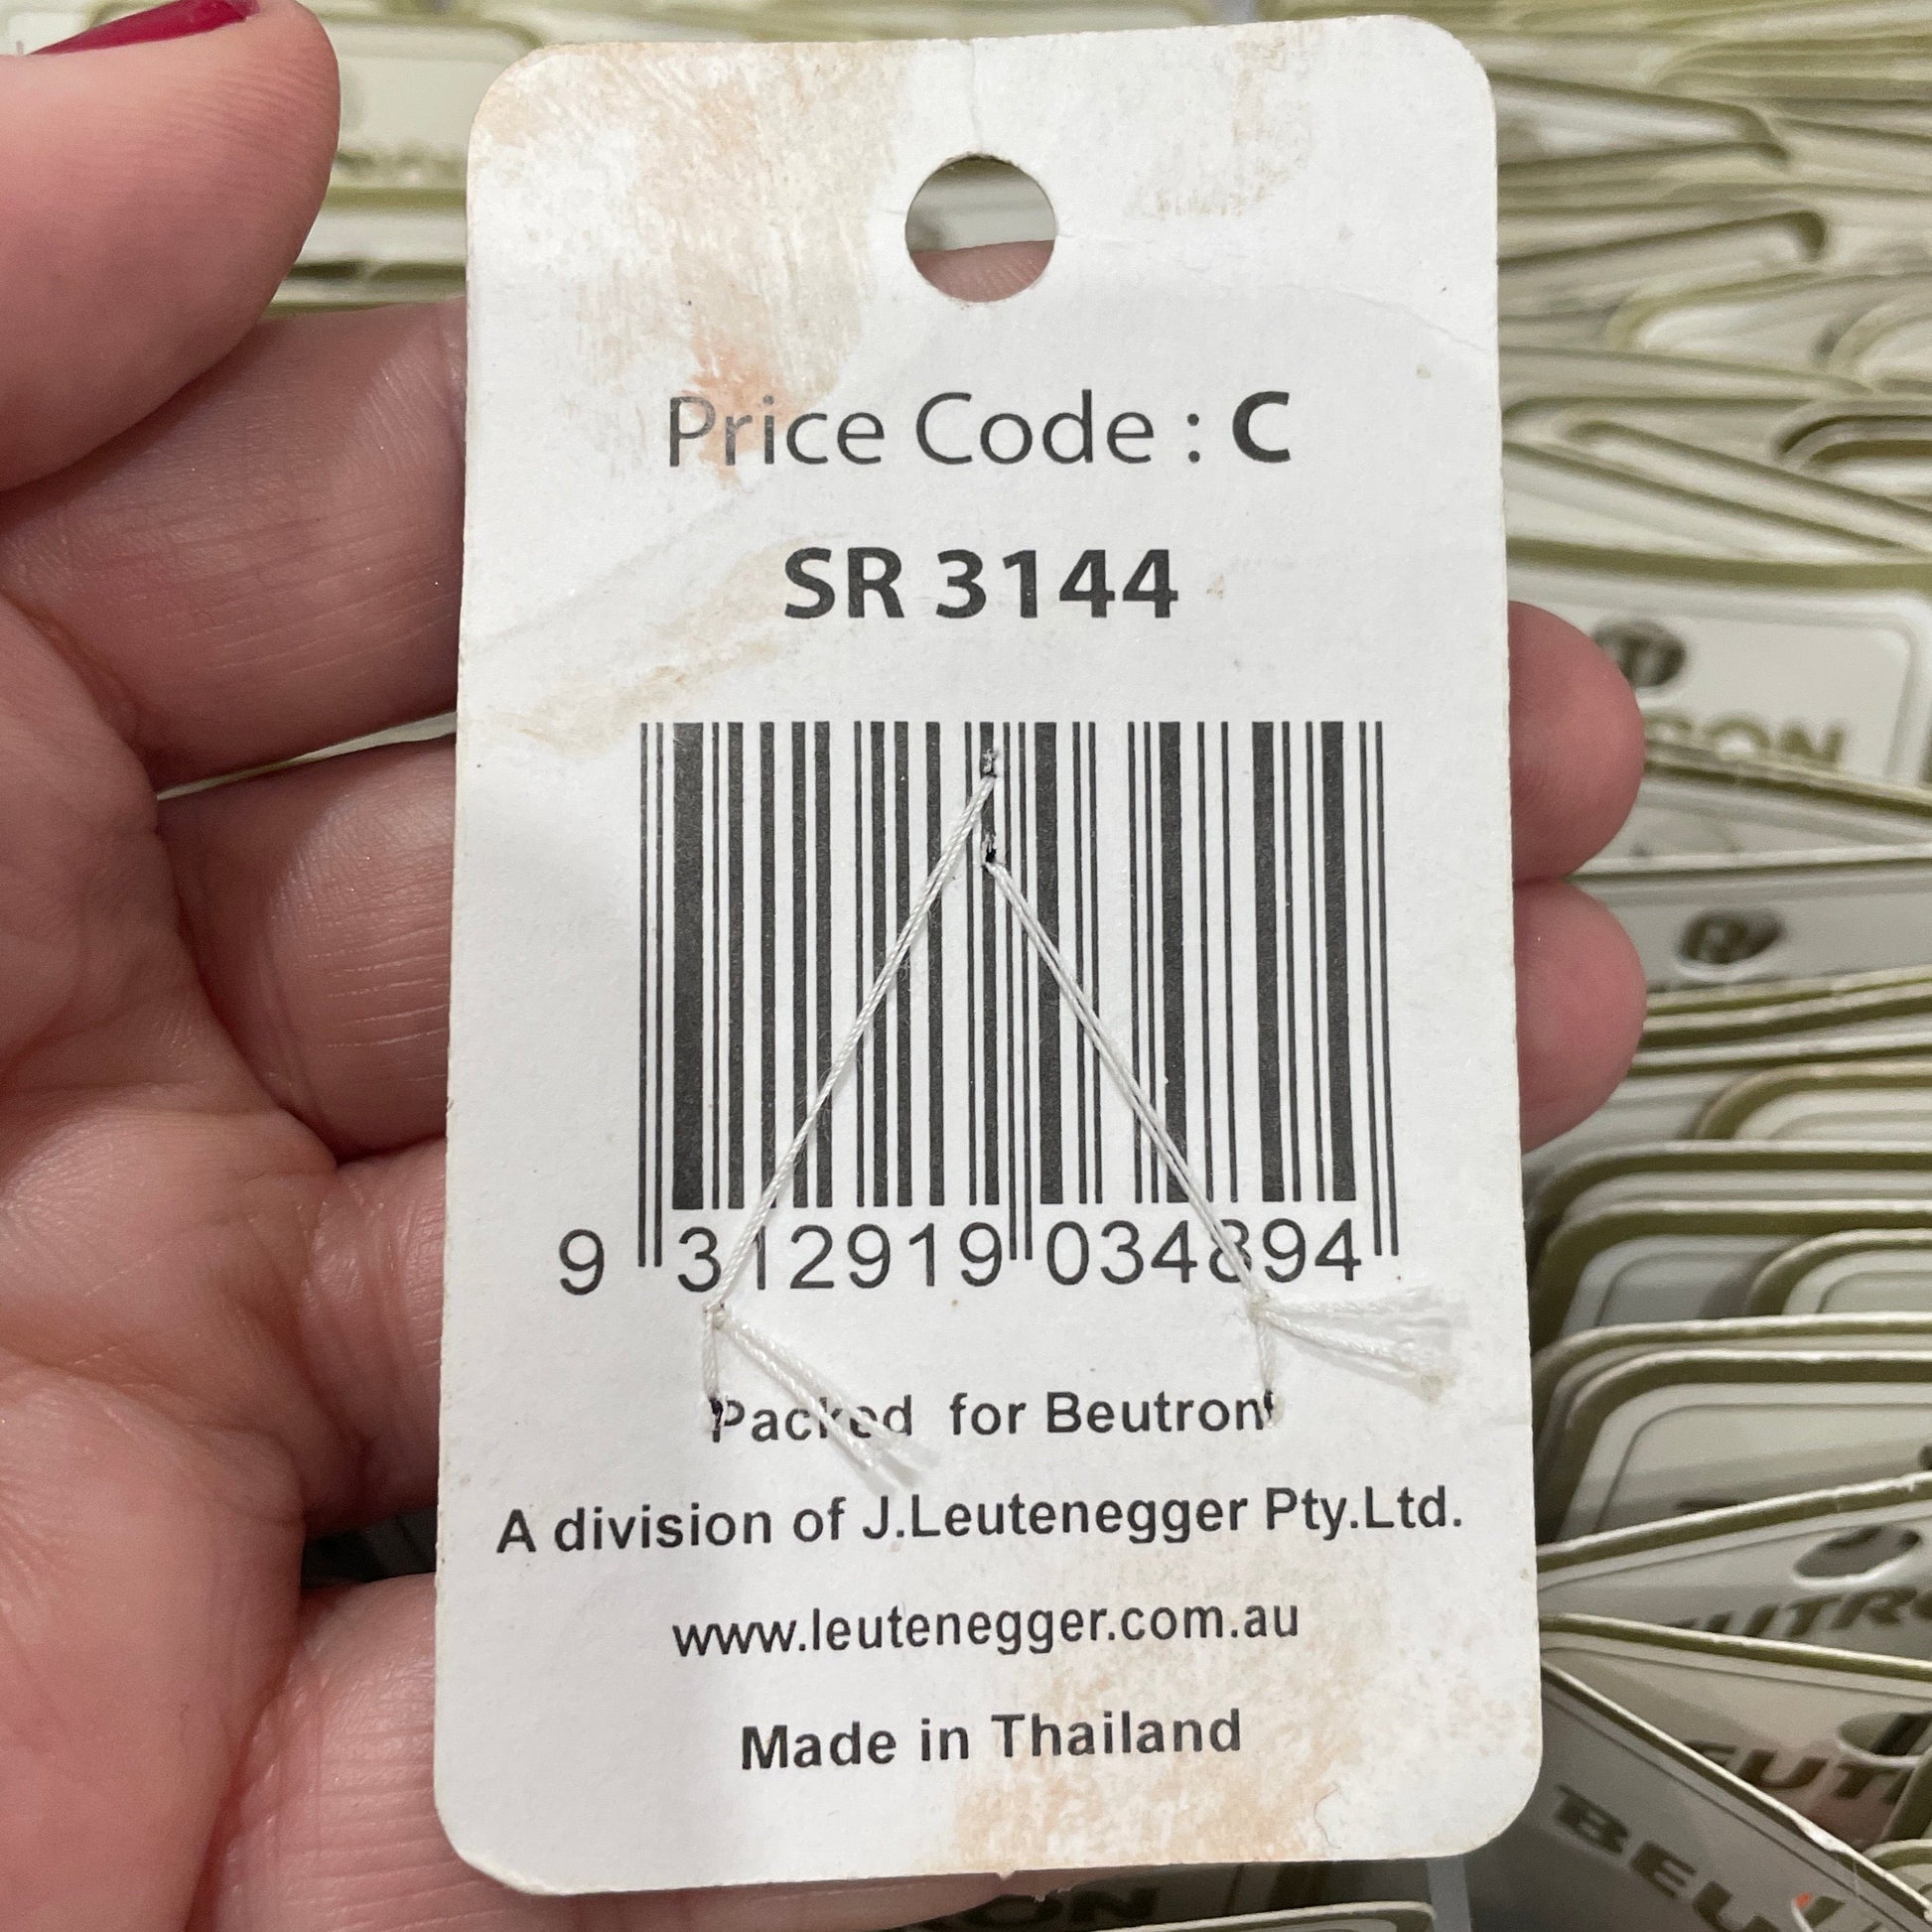 Price Code : C
SR 3144
9 312919 034894
Packed for Beutron
A division of J.Leutenegger Pty.Ltd.
www.leutenegger.com.au
Made in Thailand